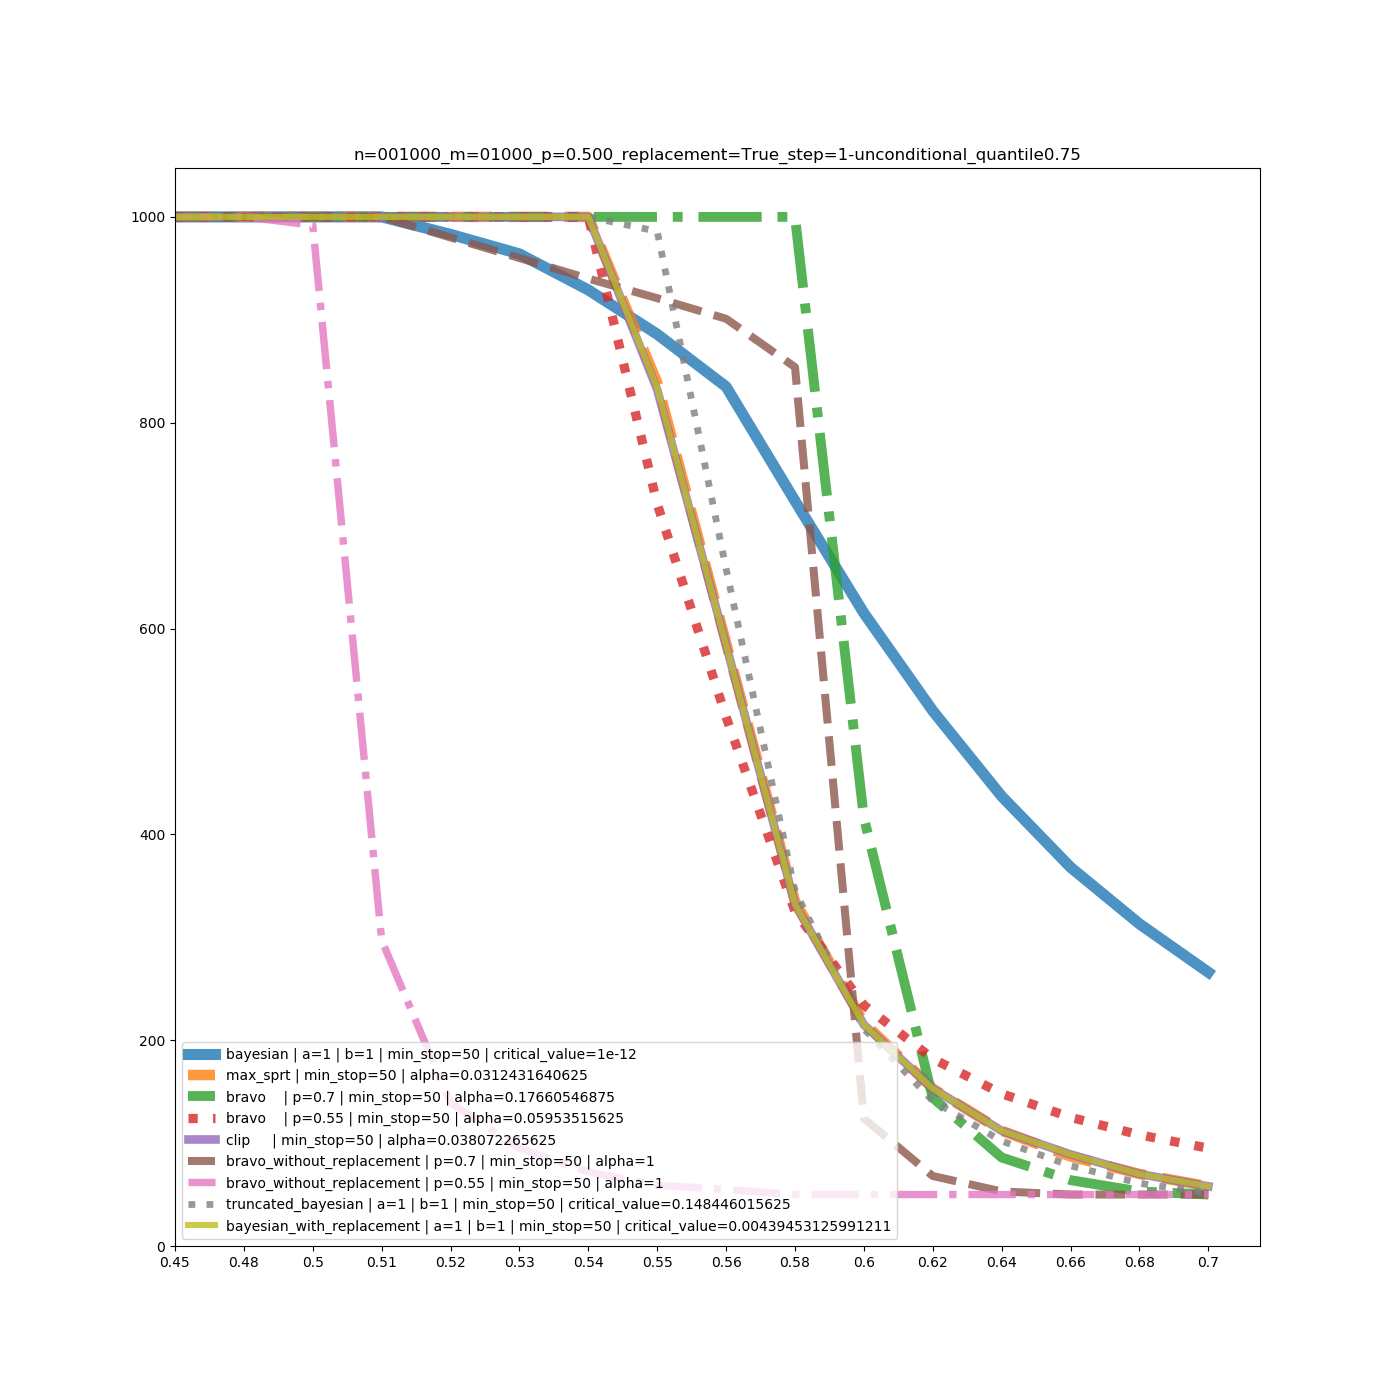 n=001000_m=01000_p=0.500_replacement=True_step=1-unconditional_quantile0.75
1000
800
600
400
200
0
bayesian | a=1 | b=1 | min_stop=50 | critical_value=1e-12
max_sprt | min_stop=50 | alpha=0.0312431640625
bravo    | p=0.7 | min_stop=50 | alpha=0.17660546875
bravo    | p=0.55 | min_stop=50 | alpha=0.05953515625
clip     | min_stop=50 | alpha=0.038072265625
bravo_without_replacement | p=0.7 | min_stop=50 | alpha=1
bravo_without_replacement | p=0.55 | min_stop=50 | alpha=1
truncated_bayesian | a=1 | b=1 | min_stop=50 | critical_value=0.148446015625
bayesian_with_replacement | a=1 | b=1 | min_stop=50 | critical_value=0.00439453125991211
0.45 0.48 0.5 0.51 0.52 0.53 0.54 0.55 0.56 0.58 0.6 0.62 0.64 0.66 0.68 0.7